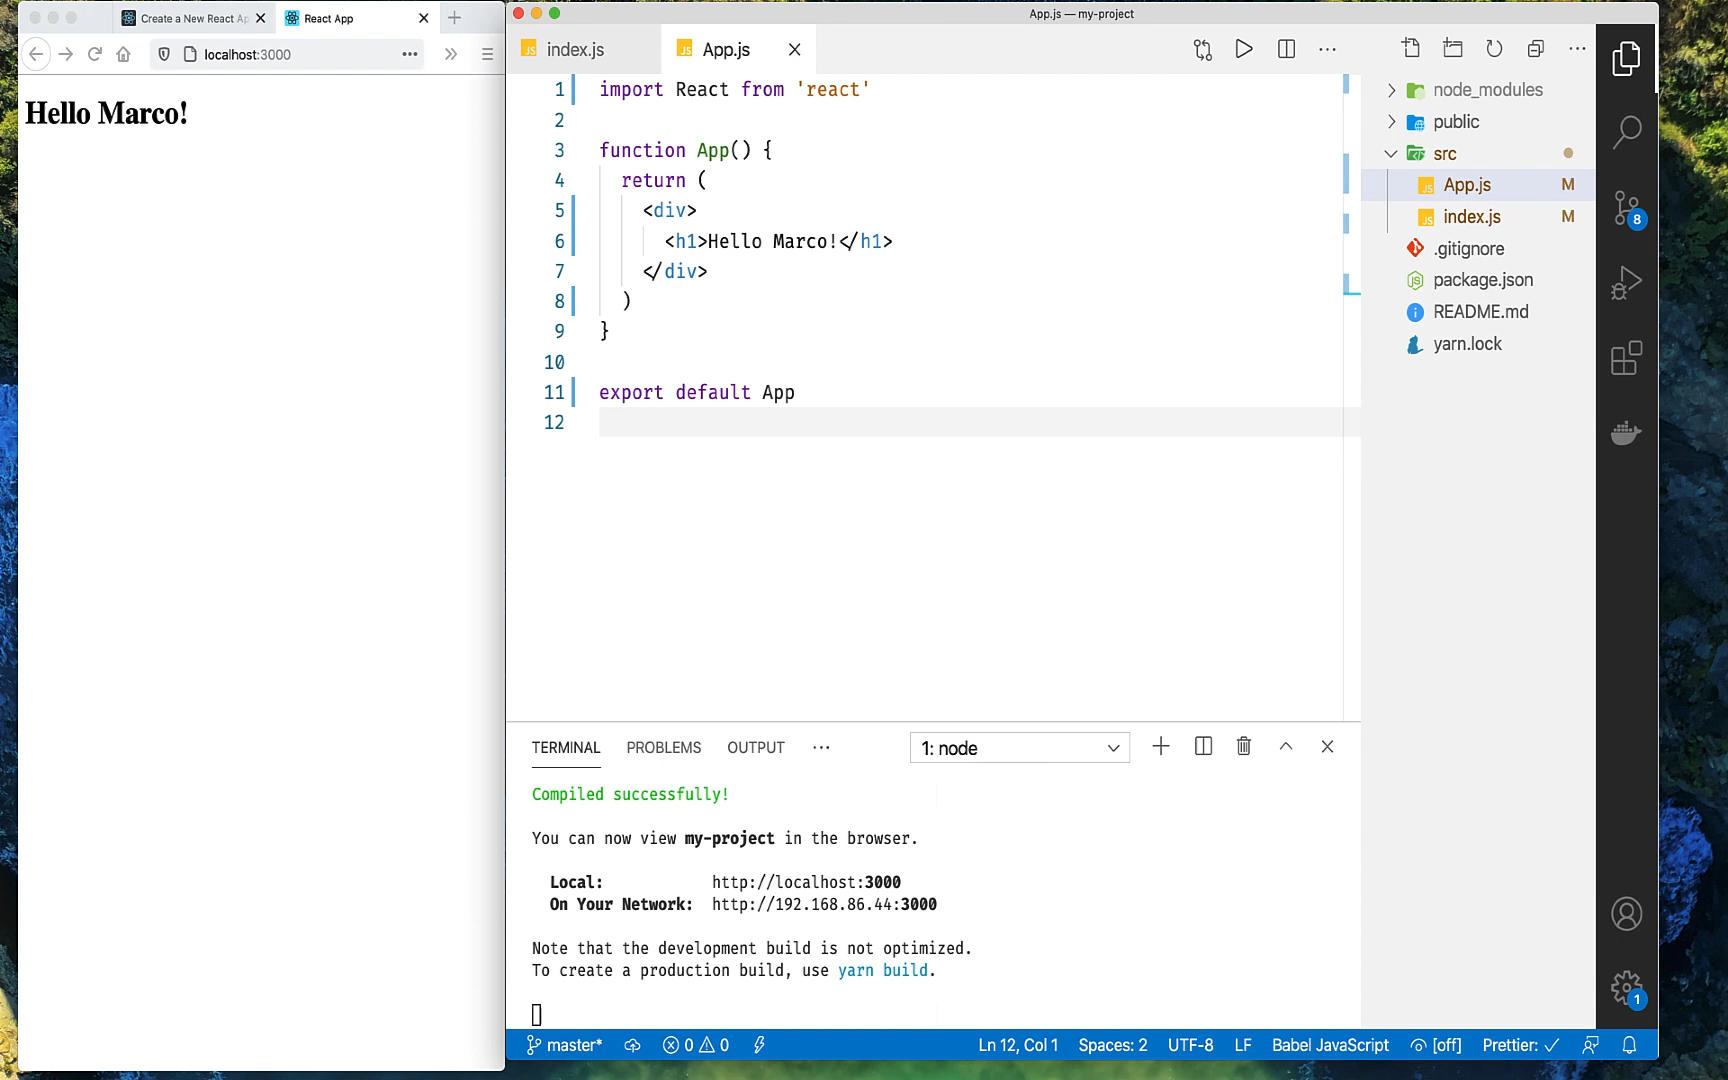 Create a New React Ap
React App
localhost:3000
Hello Marco!
App.js — my-project
index.js
App.js
1 import React from 'react'
2
3 function App() {
4 return (
5 <div>
6 <h1>Hello Marco!</h1>
7 </div>
8 )
9 }
10
11 export default App
12
node_modules
public
src
App.js M
index.js M
.gitignore
package.json
README.md
yarn.lock
8
TERMINAL PROBLEMS OUTPUT ··· 1: node
Compiled successfully!
You can now view my-project in the browser.
Local: http://localhost:3000
On Your Network: http://192.168.86.44:3000
Note that the development build is not optimized.
To create a production build, use yarn build.
1
master* 0 0 Ln 12, Col 1 Spaces: 2 UTF-8 LF Babel JavaScript [off] Prettier: ✓